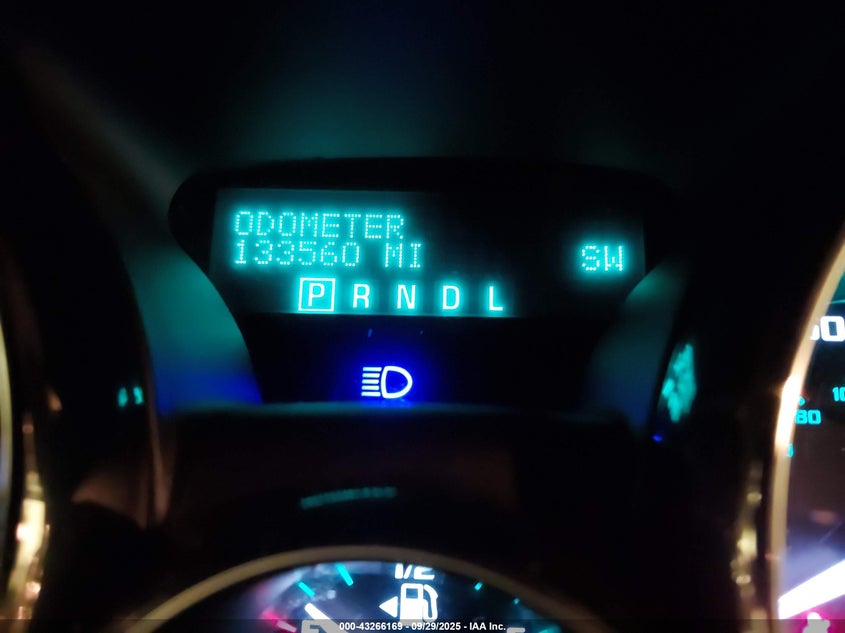 ODOMETER
133560 MI SW
P R N D L
1/2
000-43266169 - 09/29/2025 - IAA Inc.